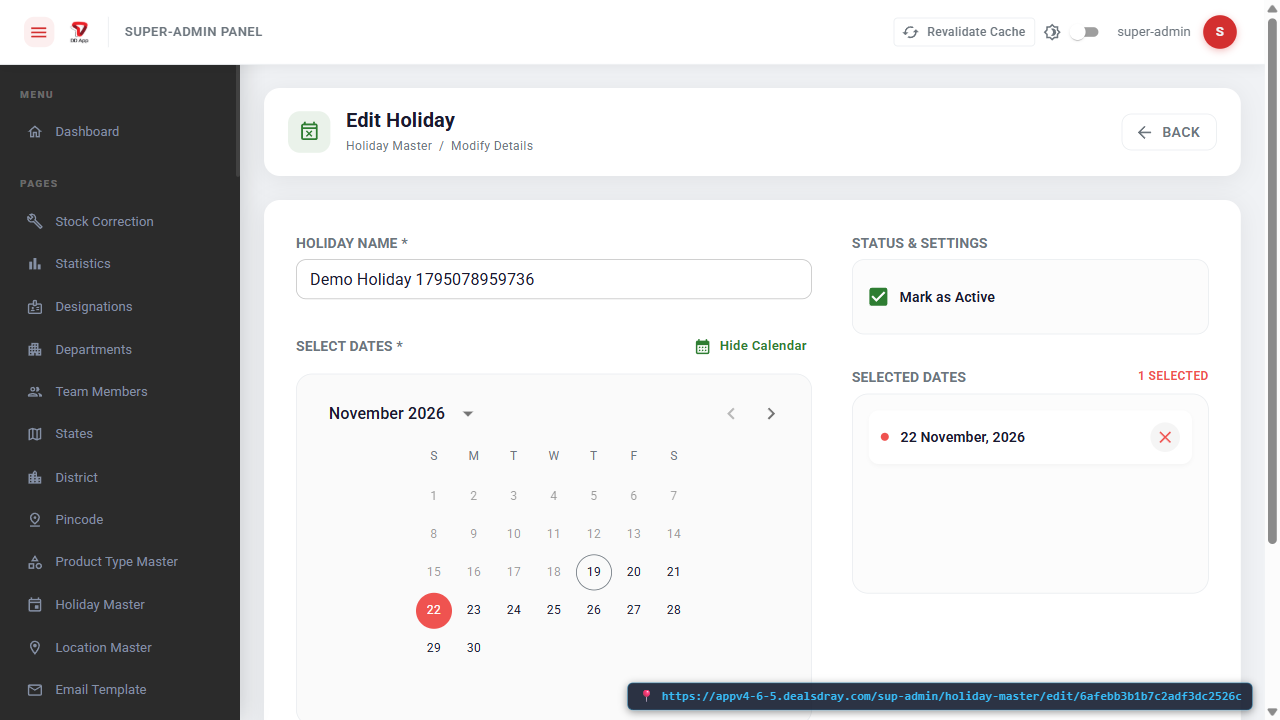 DD App
SUPER-ADMIN PANEL
Revalidate Cache
super-admin
S
MENU
Dashboard
PAGES
Stock Correction
Statistics
Designations
Departments
Team Members
States
District
Pincode
Product Type Master
Holiday Master
Location Master
Email Template
Edit Holiday
Holiday Master / Modify Details
BACK
HOLIDAY NAME *
Demo Holiday 1795078959736
SELECT DATES *
Hide Calendar
November 2026
S M T W T F S
1 2 3 4 5 6 7
8 9 10 11 12 13 14
15 16 17 18 19 20 21
22 23 24 25 26 27 28
29 30
STATUS & SETTINGS
Mark as Active
SELECTED DATES
1 SELECTED
22 November, 2026
https://appv4-6-5.dealsdray.com/sup-admin/holiday-master/edit/6afebb3b1b7c2adf3dc2526c